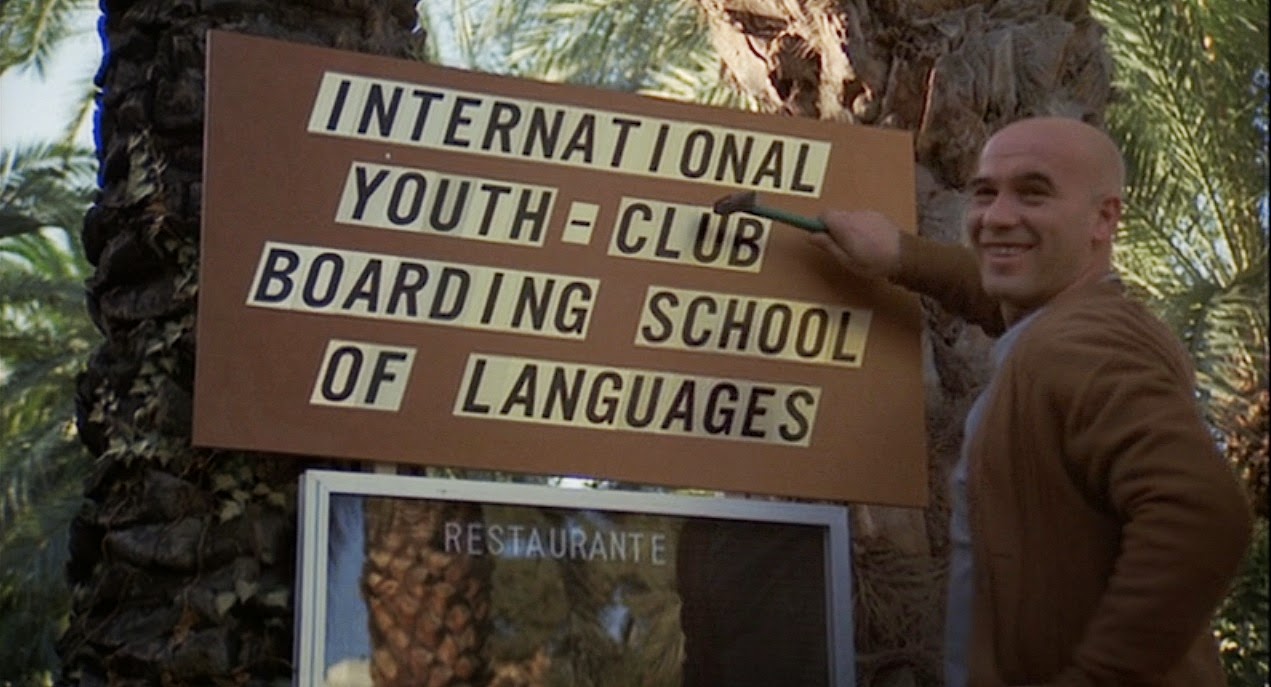 INTERNATIONAL
YOUTH-CLUB
BOARDING SCHOOL
OF LANGUAGES
RESTAURANTE